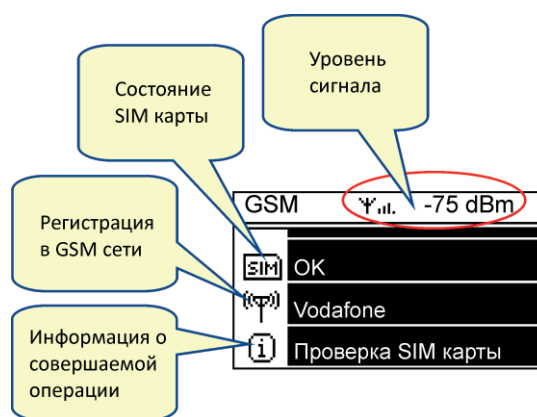 Уровень
сигнала
Состояние
SIM карты
Регистрация
в GSM сети
Информация о
совершаемой
операции
GSM -75 dBm
SIM OK
Vodafone
i Проверка SIM карты